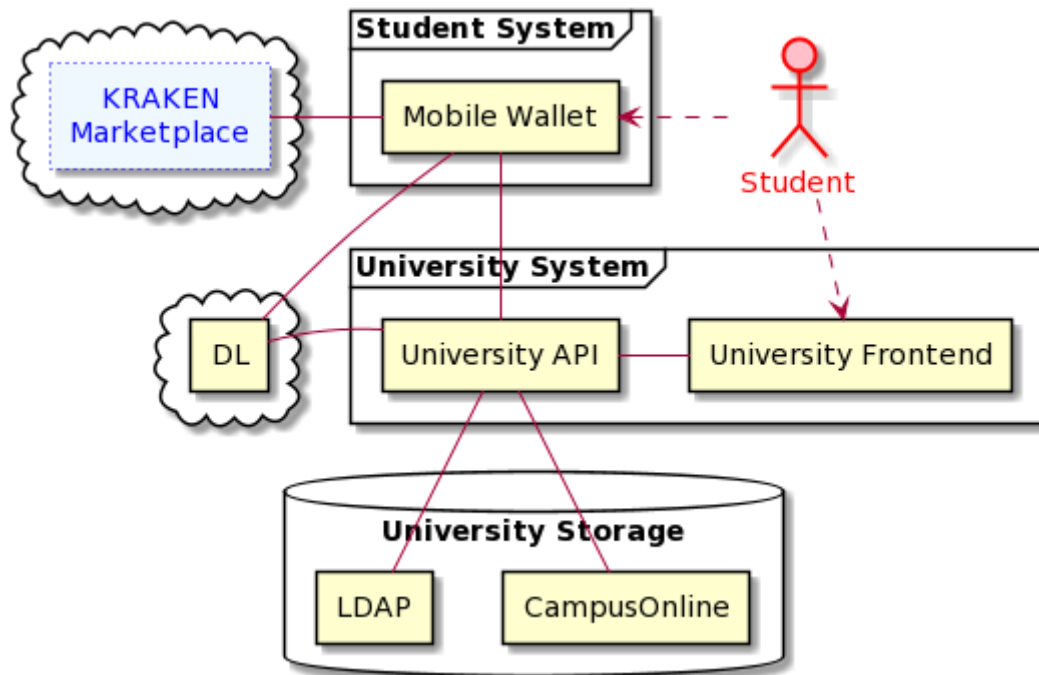 Student System
KRAKEN
Marketplace
Mobile Wallet
Student
University System
DL
University API
University Frontend
University Storage
LDAP
CampusOnline